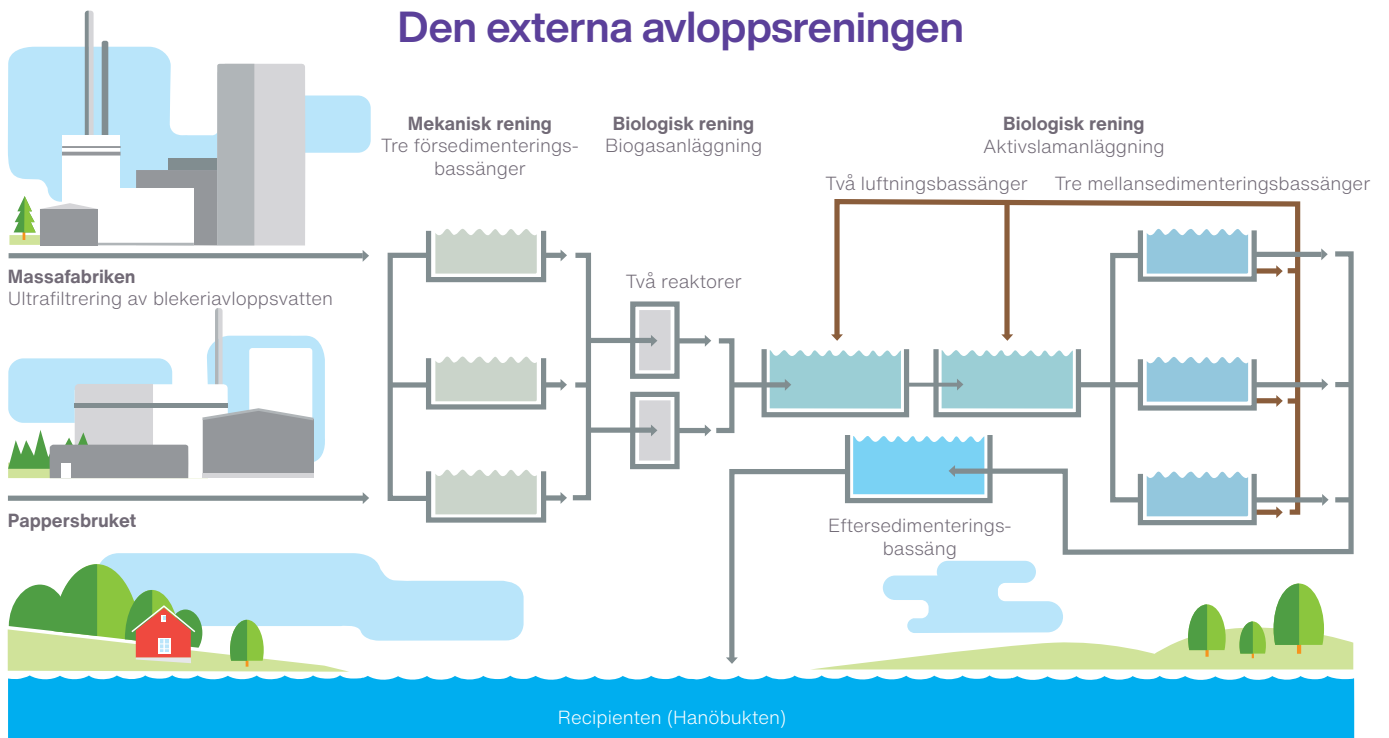 Den externa avloppsreningen
Mekanisk rening
Tre försedimenterings-
bassänger
Biologisk rening
Biogasanläggning
Biologisk rening
Aktivslamanläggning
Två luftningsbassänger
Tre mellansedimenteringsbassänger
Massafabriken
Ultrafiltrering av blekeriavloppsvatten
Två reaktorer
Pappersbruket
Eftersedimenterings-
bassäng
Recipienten (Hanöbukten)